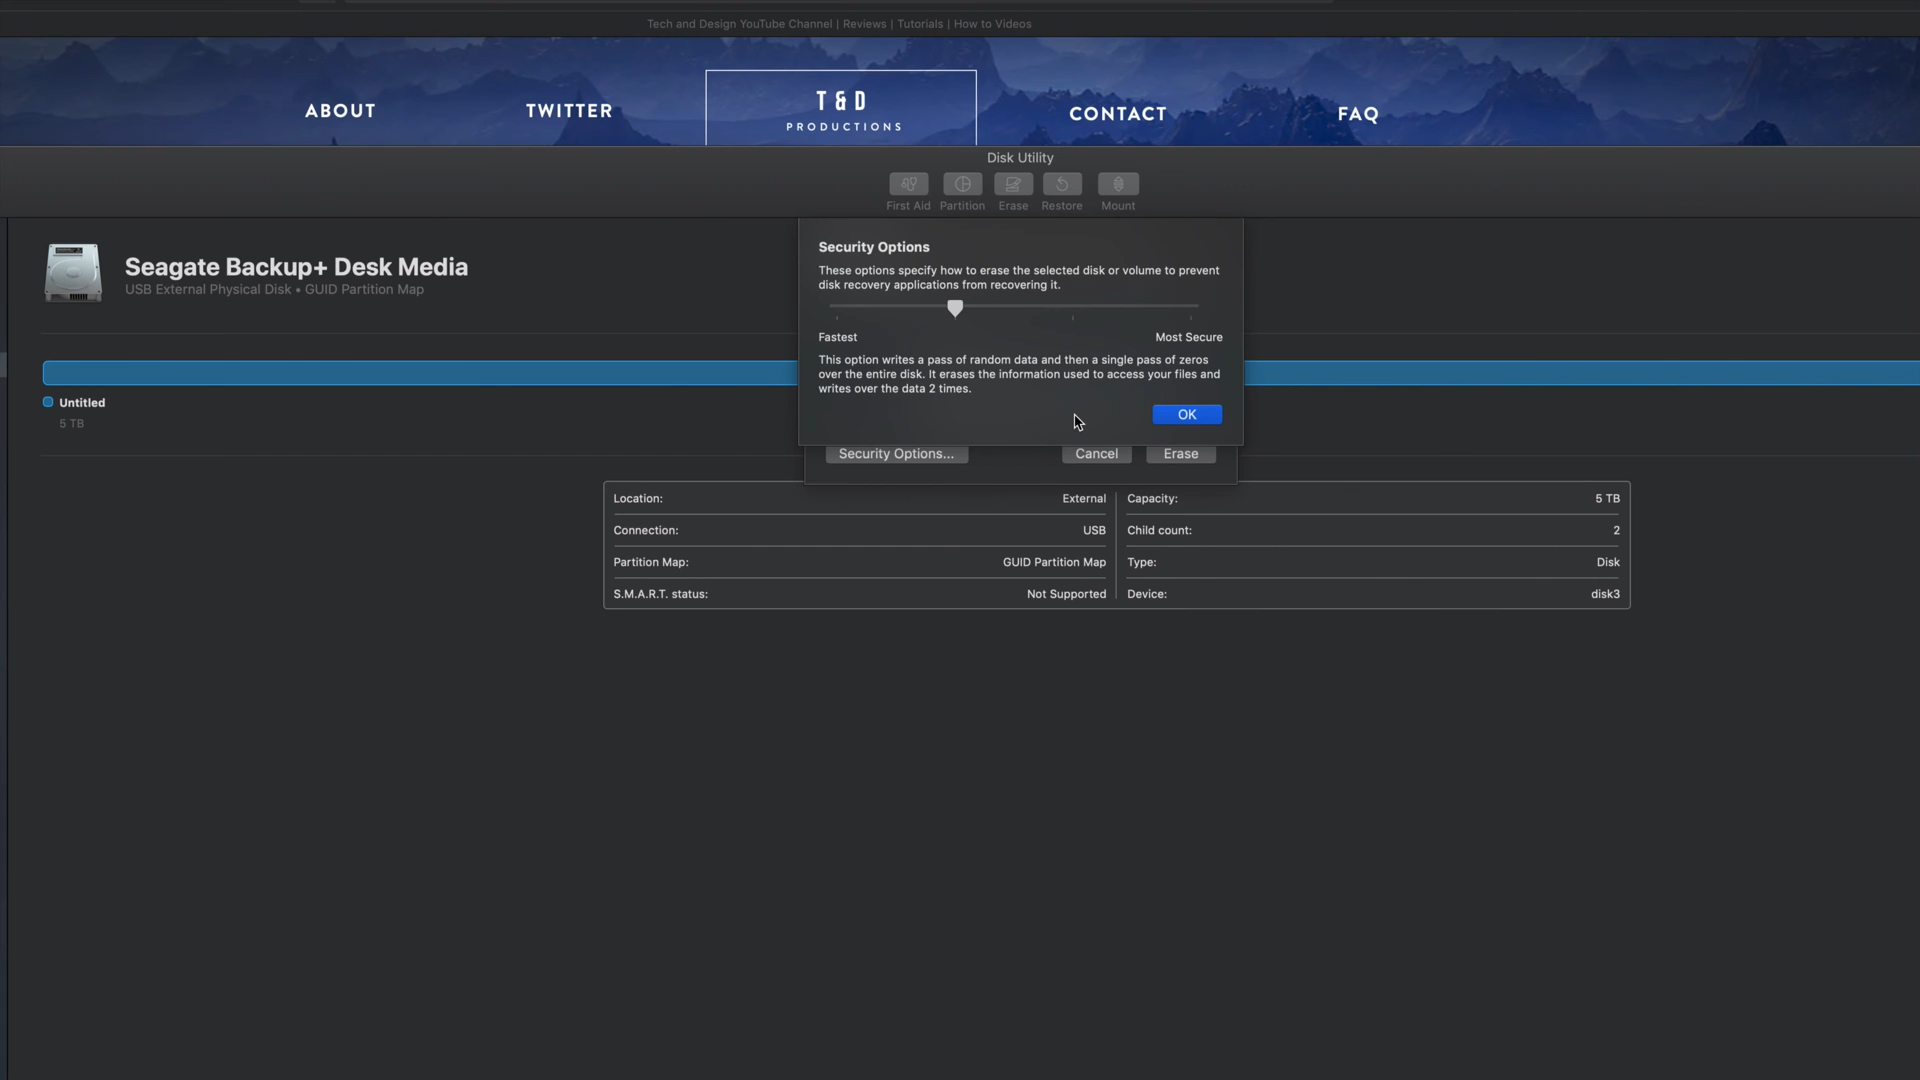 Tech and Design YouTube Channel | Reviews | Tutorials | How to Videos
ABOUT
TWITTER
T & D
PRODUCTIONS
CONTACT
FAQ
Disk Utility
First Aid
Partition
Erase
Restore
Mount
Seagate Backup+ Desk Media
USB External Physical Disk • GUID Partition Map
Security Options
These options specify how to erase the selected disk or volume to prevent
disk recovery applications from recovering it.
Fastest
Most Secure
This option writes a pass of random data and then a single pass of zeros
over the entire disk. It erases the information used to access your files and
writes over the data 2 times.
OK
Untitled
5 TB
Security Options...
Cancel
Erase
Location:
External
Capacity:
5 TB
Connection:
USB
Child count:
2
Partition Map:
GUID Partition Map
Type:
Disk
S.M.A.R.T. status:
Not Supported
Device:
disk3